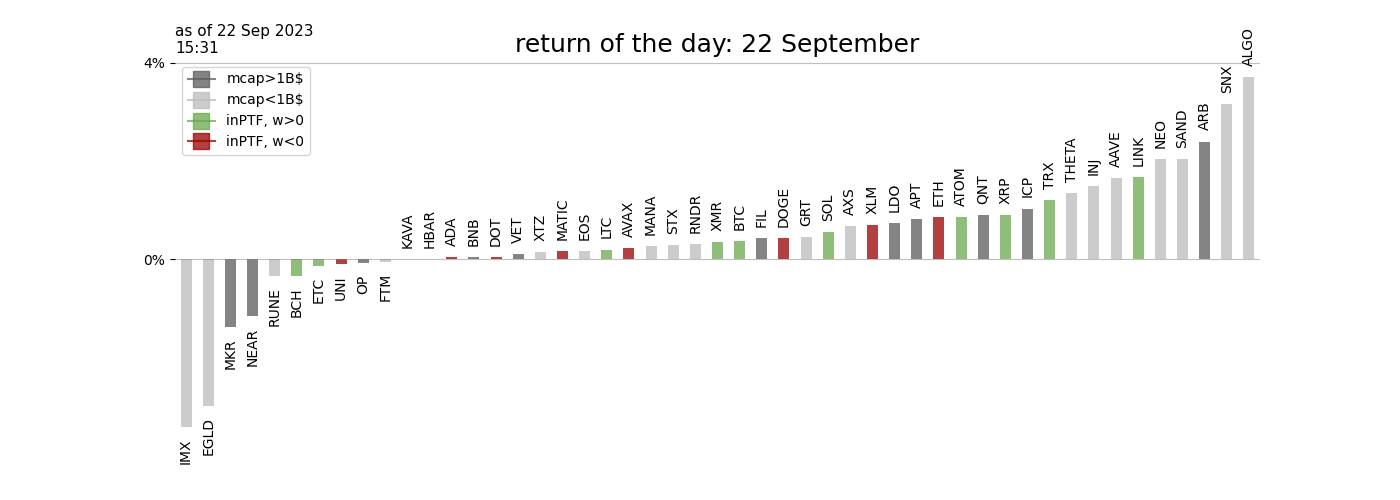 as of 22 Sep 2023
15:31
return of the day: 22 September
4%
0%
mcap>1B$
mcap<1B$
inPTF, w>0
inPTF, w<0
IMX
EGLD
MKR
NEAR
RUNE
BCH
ETC
UNI
OP
FTM
KAVA
HBAR
ADA
BNB
DOT
VET
XTZ
MATIC
EOS
LTC
AVAX
MANA
STX
RNDR
XMR
BTC
FIL
DOGE
GRT
SOL
AXS
XLM
LDO
APT
ETH
ATOM
QNT
XRP
ICP
TRX
THETA
INJ
AAVE
LINK
NEO
SAND
ARB
SNX
ALGO